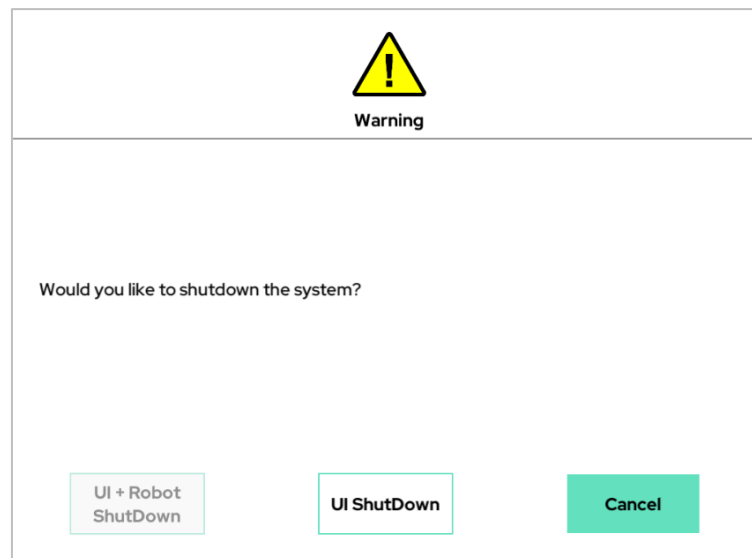 !
Warning
Would you like to shutdown the system?
UI + Robot
ShutDown
UI ShutDown
Cancel